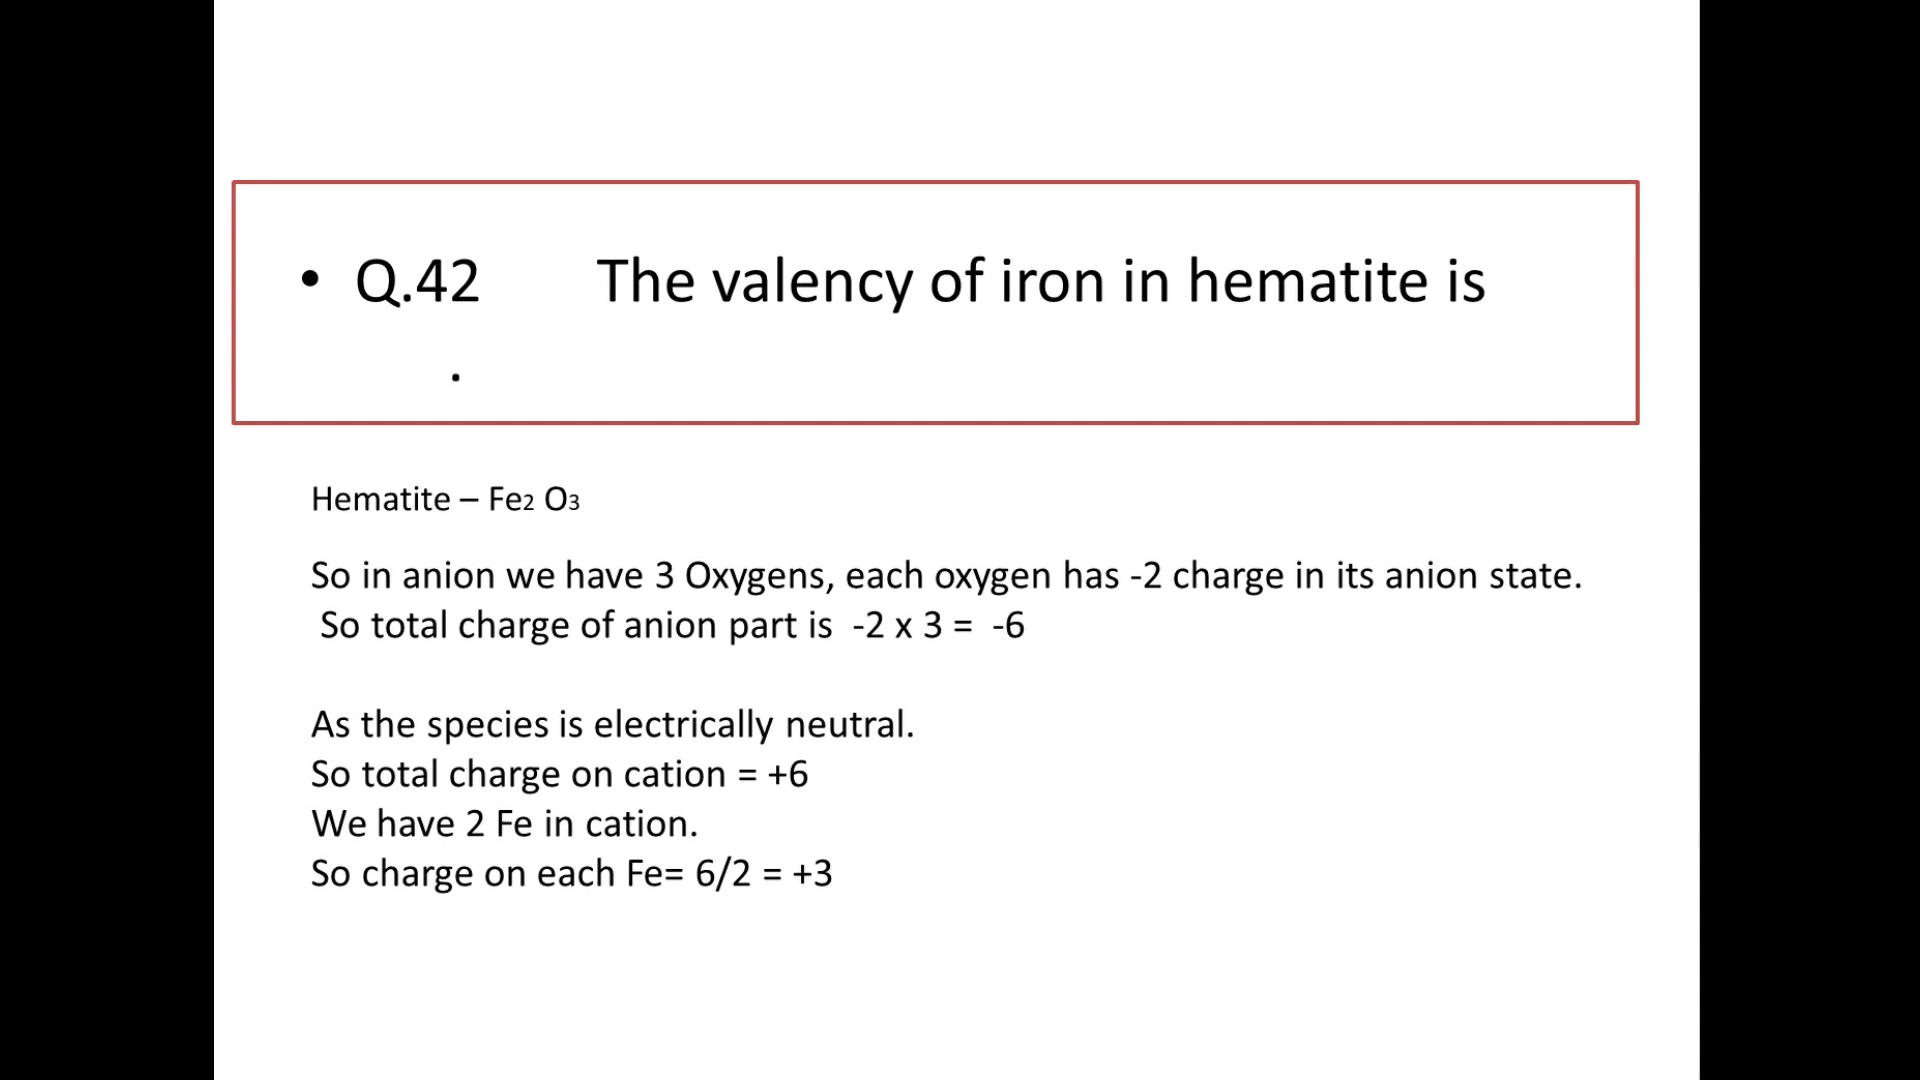 • Q.42 The valency of iron in hematite is
.
Hematite – Fe2 O3
So in anion we have 3 Oxygens, each oxygen has -2 charge in its anion state.
So total charge of anion part is -2 x 3 = -6
As the species is electrically neutral.
So total charge on cation = +6
We have 2 Fe in cation.
So charge on each Fe= 6/2 = +3